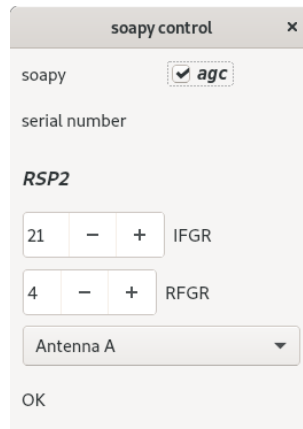 soapy control ×
soapy agc
serial number
RSP2
21 − + IFGR
4 − + RFGR
Antenna A
OK